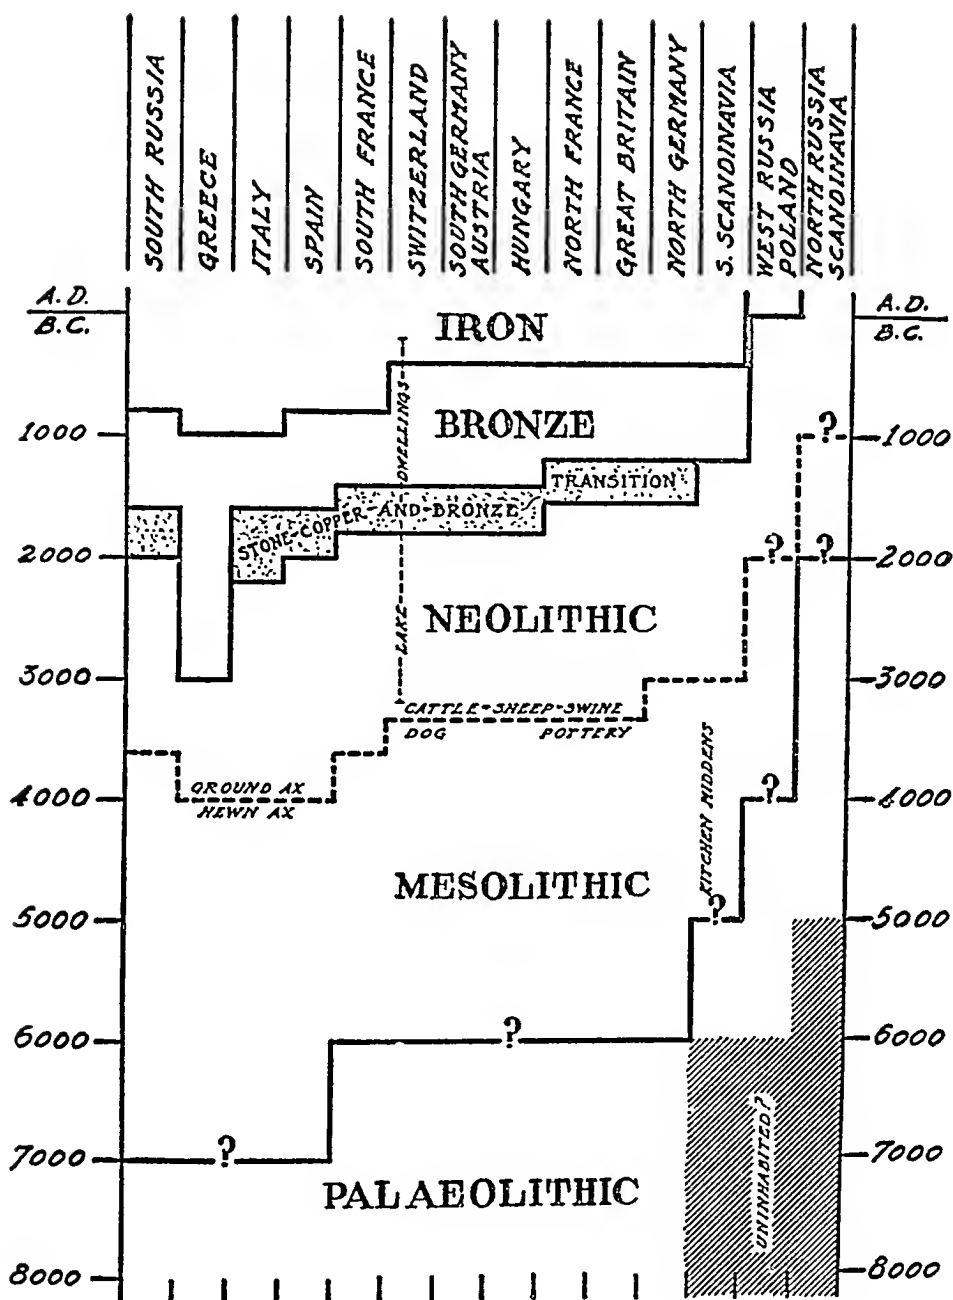 SOUTH RUSSIA
GREECE
ITALY
SPAIN
SOUTH FRANCE
SWITZERLAND
SOUTH GERMANY
AUSTRIA
HUNGARY
NORTH FRANCE
GREAT BRITAIN
NORTH GERMANY
S. SCANDINAVIA
WEST RUSSIA
POLAND
NORTH RUSSIA
SCANDINAVIA
A.D.
B.C.
A.D.
B.C.
IRON
BRONZE
1000
?
1000
DWELLINGS
TRANSITION
STONE-COPPER-AND-BRONZE
2000
?
?
2000
LAKE
NEOLITHIC
3000
3000
CATTLE-SHEEP-SWINE
DOG POTTERY
GROUND AX
HEWN AX
4000
?
4000
KITCHEN MIDDENS
MESOLITHIC
5000
?
5000
6000
?
6000
7000
?
7000
UNINHABITED?
PALAEOLITHIC
8000
8000